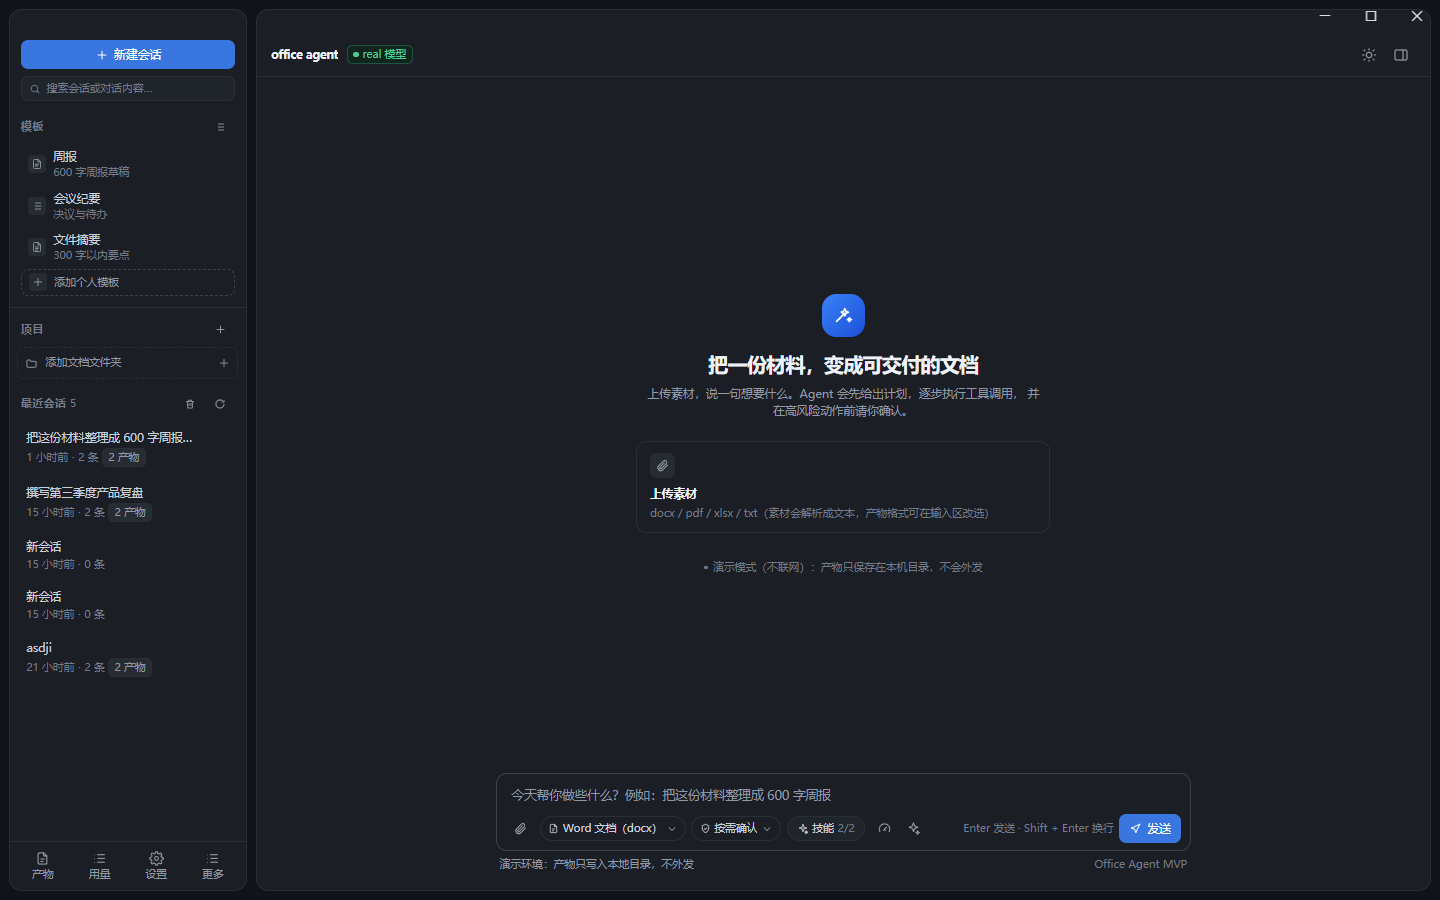 新建会话
搜索会话或对话内容...
模板
周报
600 字周报草稿
会议纪要
决议与待办
文件摘要
300 字以内要点
添加个人模板
项目
添加文档文件夹
最近会话 5
把这份材料整理成 600 字周报...
1 小时前 · 2 条 2 产物
撰写第三季度产品复盘
15 小时前 · 2 条 2 产物
新会话
15 小时前 · 0 条
新会话
15 小时前 · 0 条
asdji
21 小时前 · 2 条 2 产物
产物 用量 设置 更多
office agent real 模型
把一份材料，变成可交付的文档
上传素材，说一句想要什么。Agent 会先给出计划，逐步执行工具调用， 并
在高风险动作前请你确认。
上传素材
docx / pdf / xlsx / txt（素材会解析成文本，产物格式可在输入区改选）
• 演示模式（不联网）：产物只保存在本机目录，不会外发
今天帮你做些什么？例如：把这份材料整理成 600 字周报
Word 文档（docx） 按需确认 技能 2/2 Enter 发送 · Shift + Enter 换行 发送
演示环境：产物只写入本地目录，不外发 Office Agent MVP